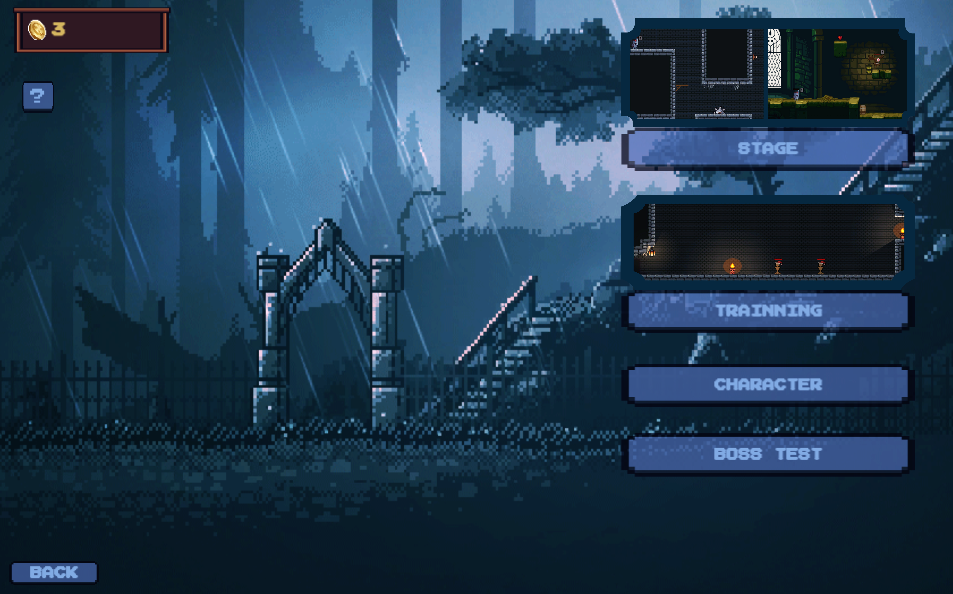 3
?
STAGE
TRAINNING
CHARACTER
BOSS TEST
BACK